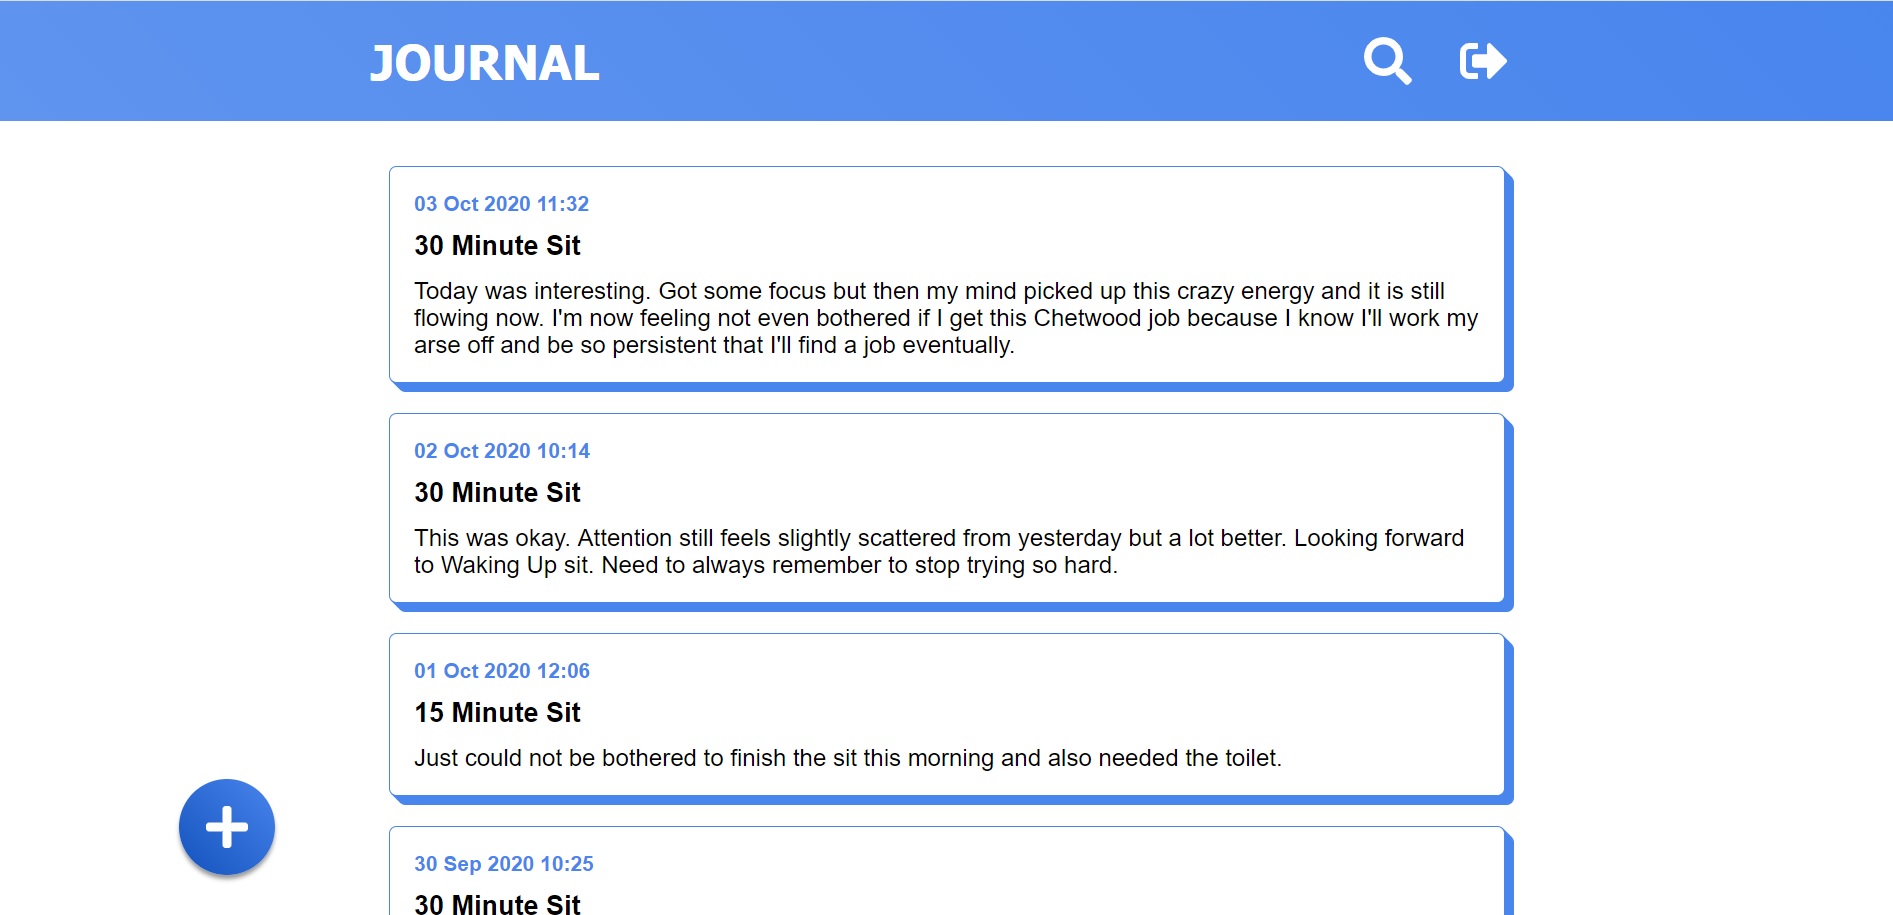 JOURNAL
03 Oct 2020 11:32
30 Minute Sit
Today was interesting. Got some focus but then my mind picked up this crazy energy and it is still
flowing now. I'm now feeling not even bothered if I get this Chetwood job because I know I'll work my
arse off and be so persistent that I'll find a job eventually.
02 Oct 2020 10:14
30 Minute Sit
This was okay. Attention still feels slightly scattered from yesterday but a lot better. Looking forward
to Waking Up sit. Need to always remember to stop trying so hard.
01 Oct 2020 12:06
15 Minute Sit
Just could not be bothered to finish the sit this morning and also needed the toilet.
30 Sep 2020 10:25
30 Minute Sit